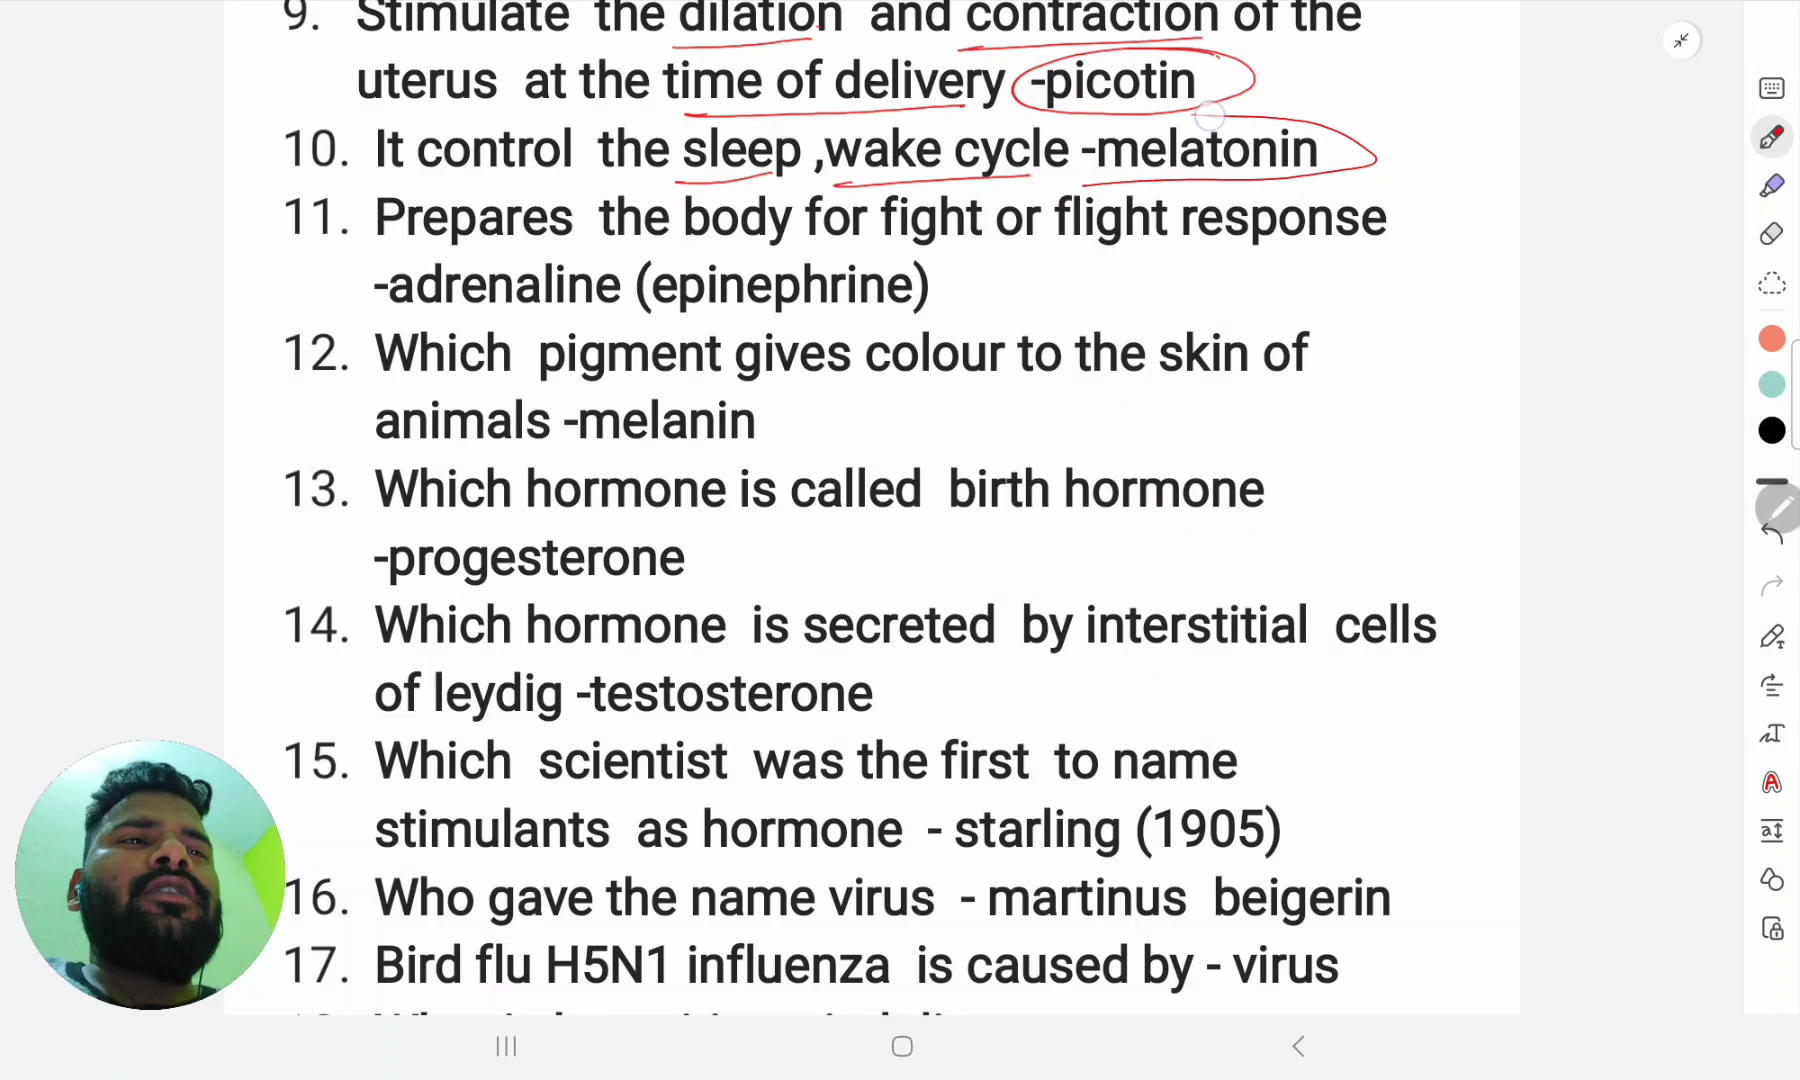 9. Stimulate the dilation and contraction of the
uterus at the time of delivery -picotin
10. It control the sleep ,wake cycle -melatonin
11. Prepares the body for fight or flight response
-adrenaline (epinephrine)
12. Which pigment gives colour to the skin of
animals -melanin
13. Which hormone is called birth hormone
-progesterone
14. Which hormone is secreted by interstitial cells
of leydig -testosterone
15. Which scientist was the first to name
stimulants as hormone - starling (1905)
16. Who gave the name virus - martinus beigerin
17. Bird flu H5N1 influenza is caused by - virus